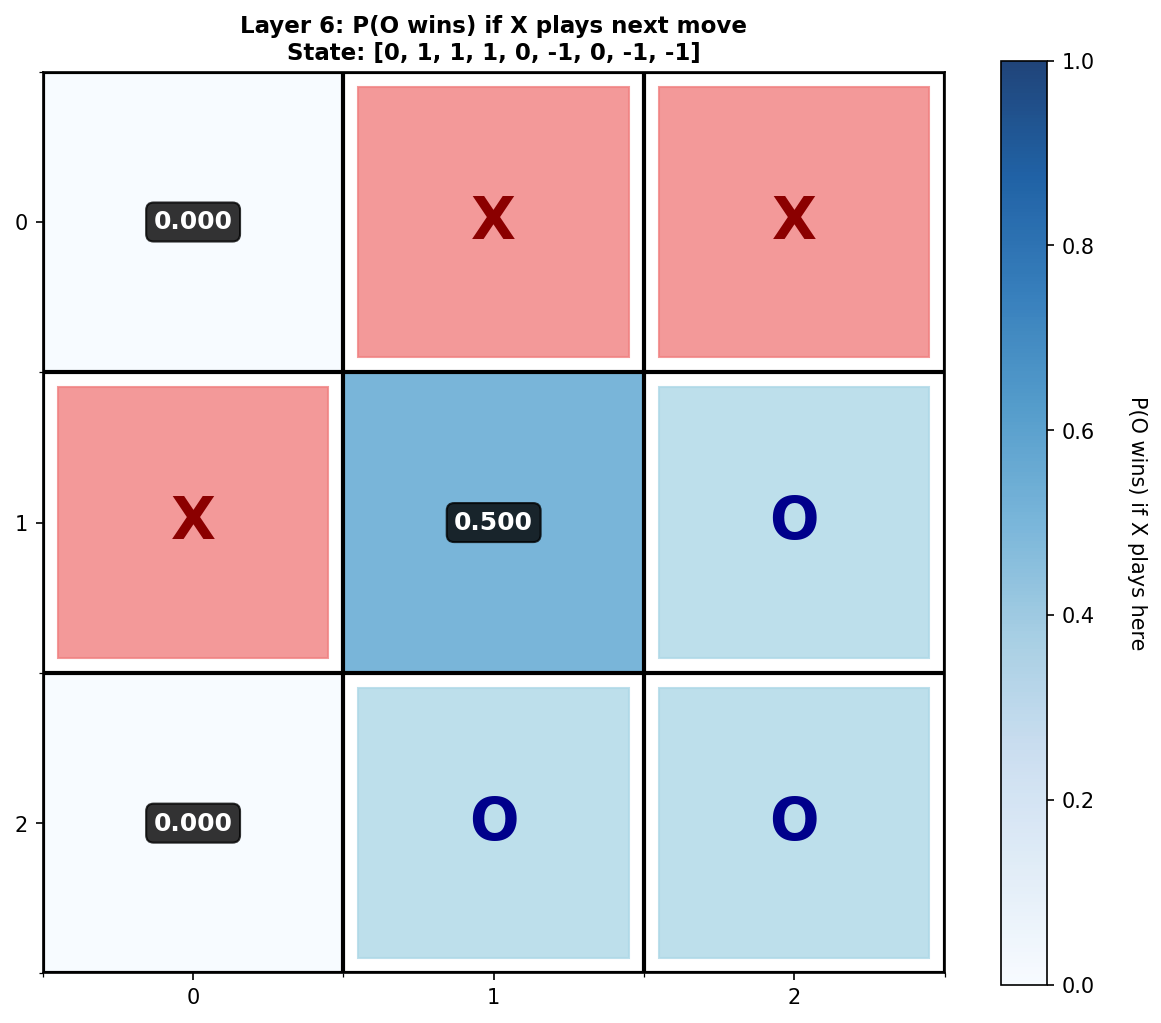 Layer 6: P(O wins) if X plays next move
State: [0, 1, 1, 1, 0, -1, 0, -1, -1]
0
0.000
X
X
1
X
0.500
O
2
0.000
O
O
0
1
2
1.0
0.8
0.6
0.4
0.2
0.0
P(O wins) if X plays here